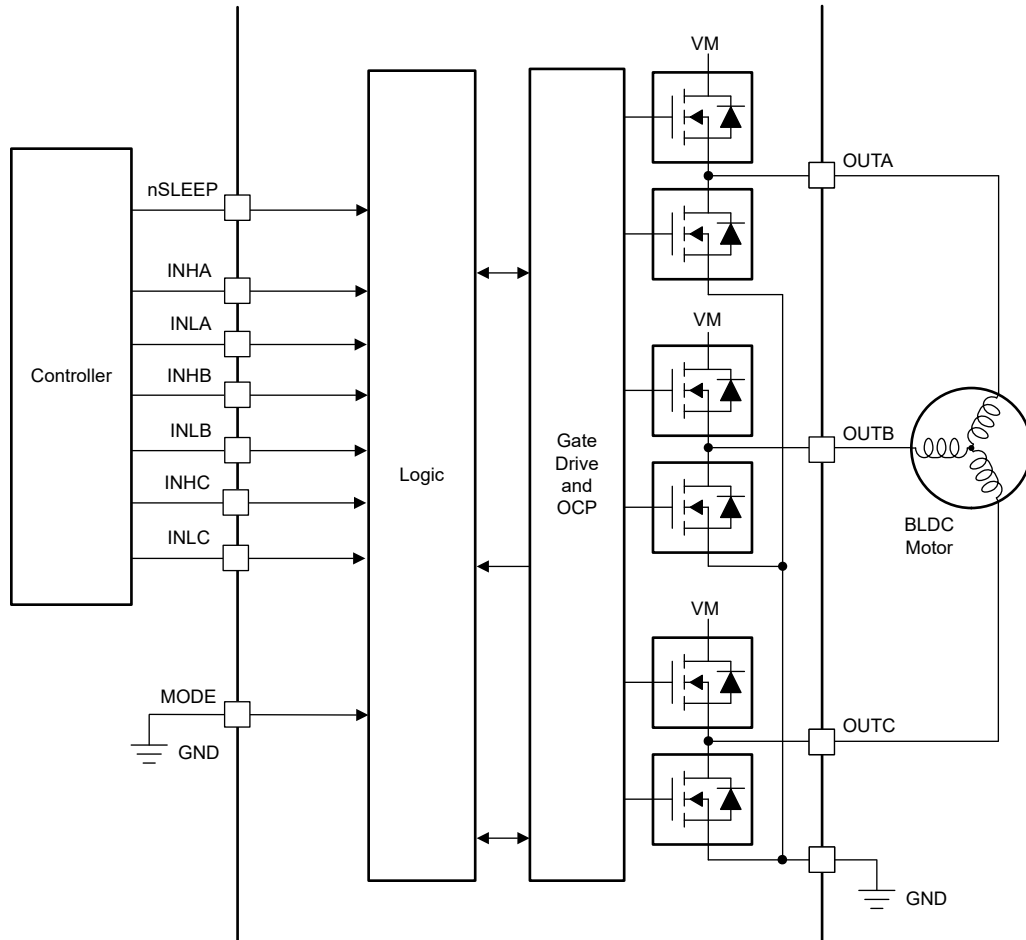 VM
OUTA
nSLEEP
INHA
INLA
INHB
INLB
INHC
INLC
Controller
MODE
GND
Logic
Gate
Drive
and
OCP
VM
OUTB
BLDC
Motor
VM
OUTC
GND